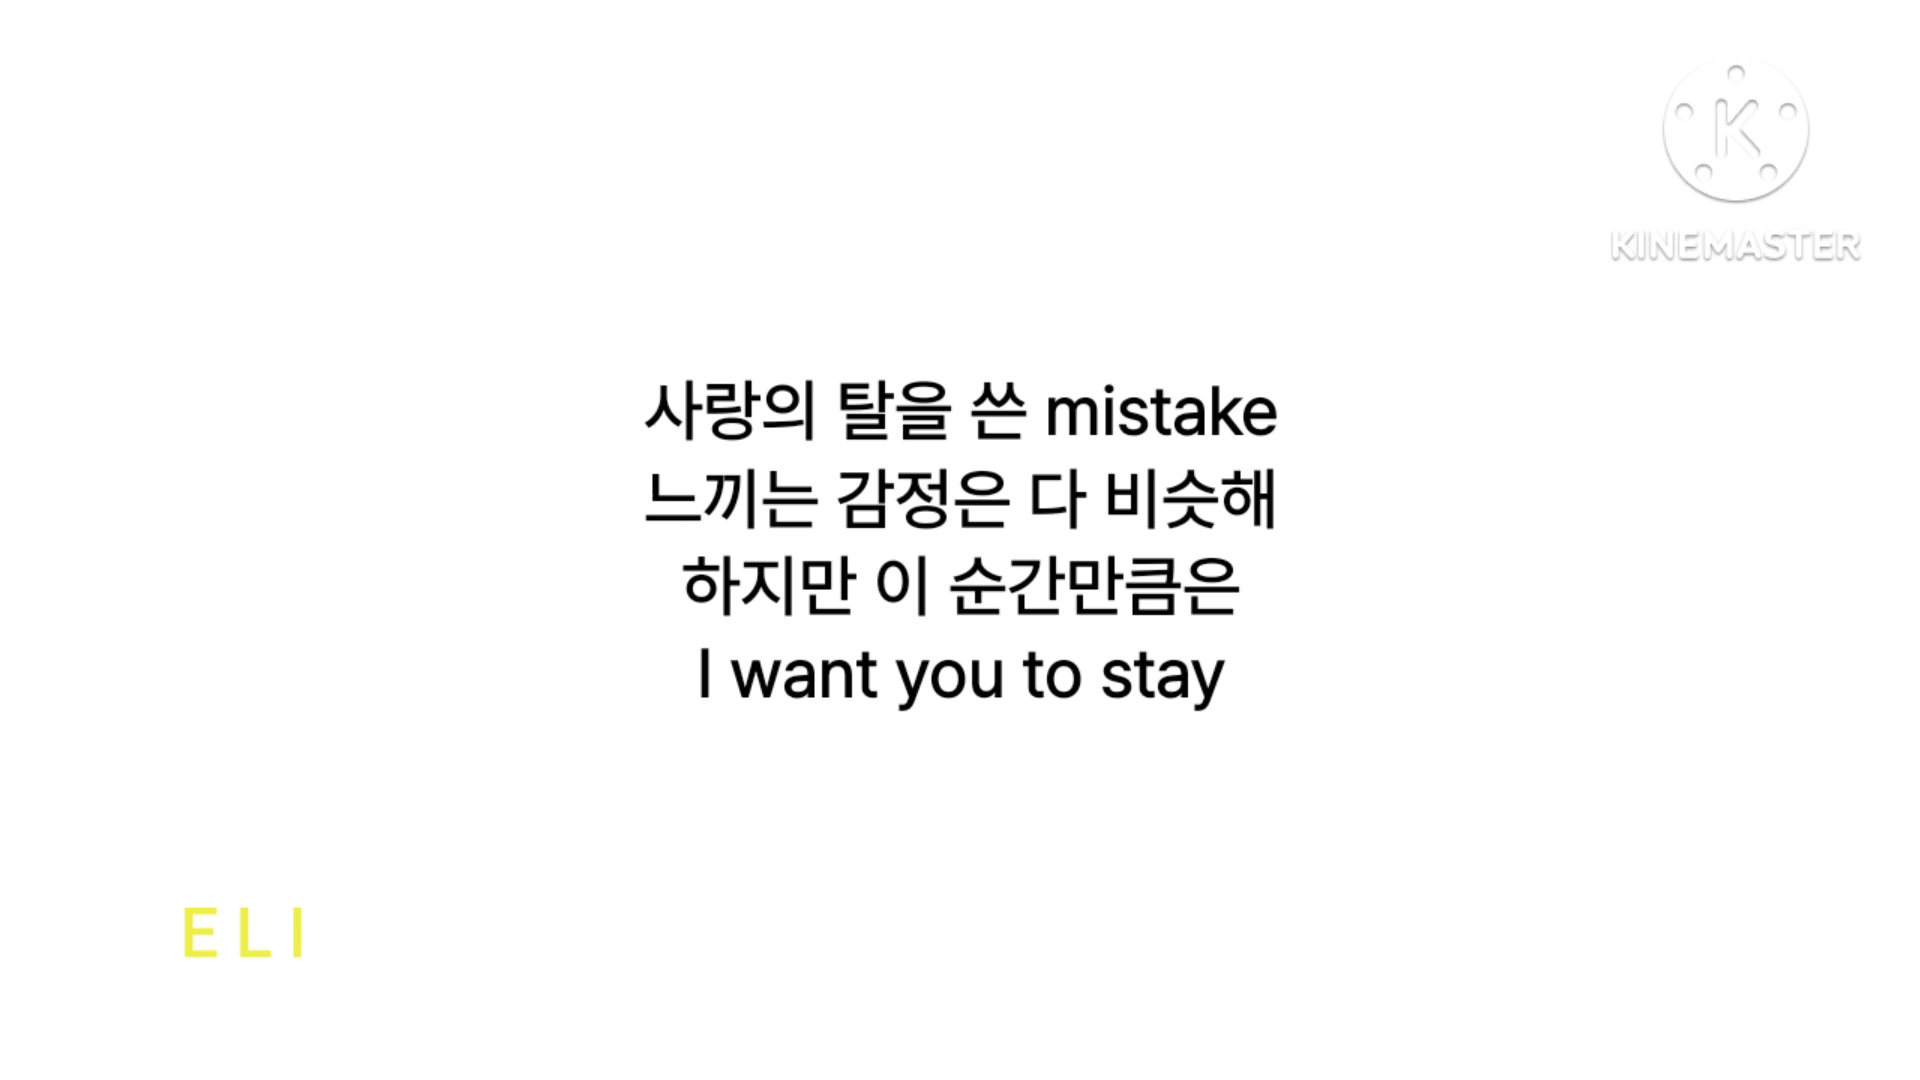 K
KINEMASTER
사랑의 탈을 쓴 mistake
느끼는 감정은 다 비슷해
하지만 이 순간만큼은
I want you to stay
ELI